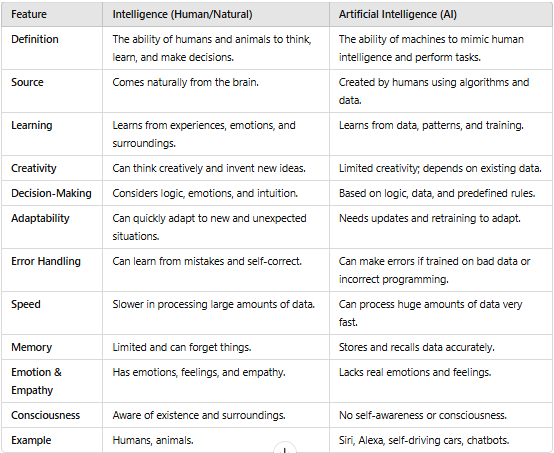 Feature Intelligence (Human/Natural) Artificial Intelligence (AI)
Definition The ability of humans and animals to think, The ability of machines to mimic human
learn, and make decisions. intelligence and perform tasks.
Source Comes naturally from the brain. Created by humans using algorithms and
data.
Learning Learns from experiences, emotions, and Learns from data, patterns, and training.
surroundings.
Creativity Can think creatively and invent new ideas. Limited creativity; depends on existing data.
Decision-Making Considers logic, emotions, and intuition. Based on logic, data, and predefined rules.
Adaptability Can quickly adapt to new and unexpected Needs updates and retraining to adapt.
situations.
Error Handling Can learn from mistakes and self-correct. Can make errors if trained on bad data or
incorrect programming.
Speed Slower in processing large amounts of data. Can process huge amounts of data very
fast.
Memory Limited and can forget things. Stores and recalls data accurately.
Emotion & Has emotions, feelings, and empathy. Lacks real emotions and feelings.
Empathy
Consciousness Aware of existence and surroundings. No self-awareness or consciousness.
Example Humans, animals. Siri, Alexa, self-driving cars, chatbots.